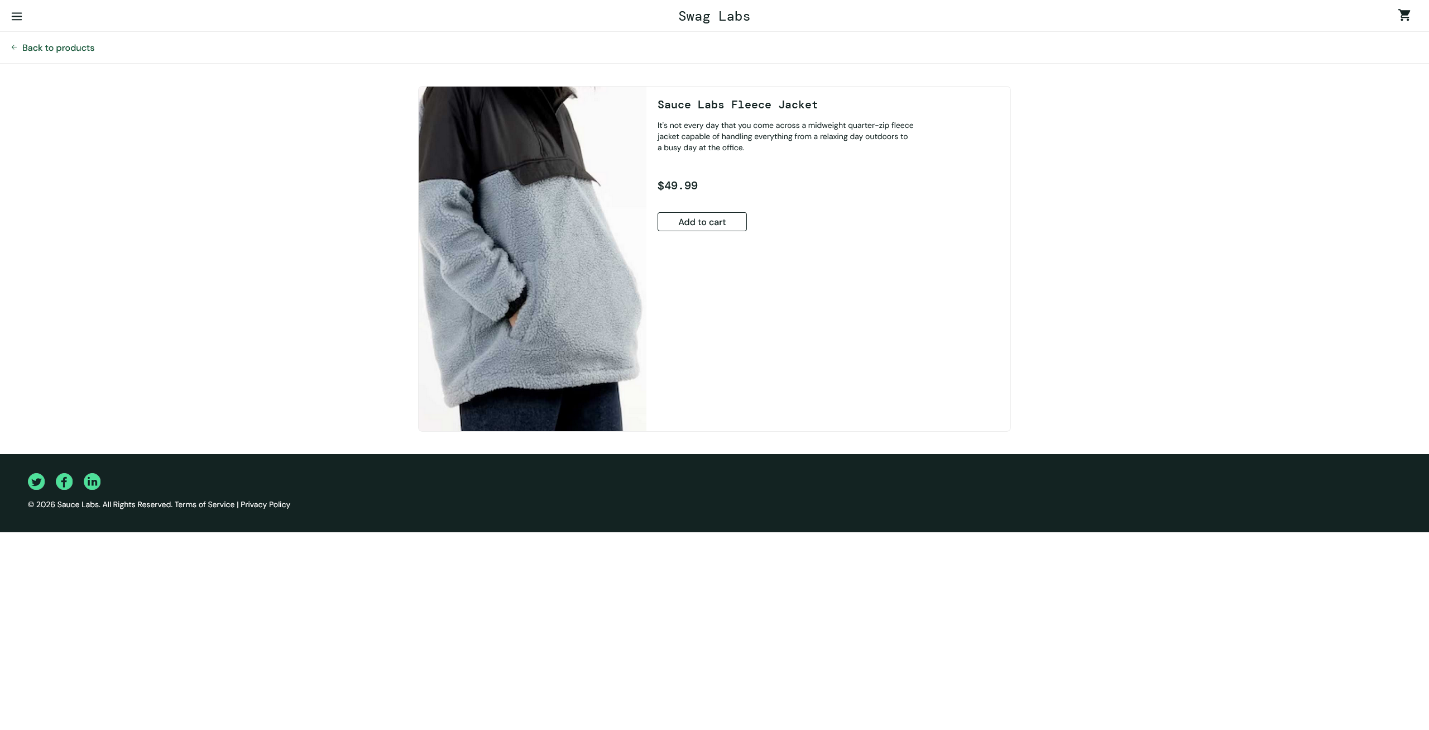 Swag Labs
Back to products
Sauce Labs Fleece Jacket
It's not every day that you come across a midweight quarter-zip fleece
jacket capable of handling everything from a relaxing day outdoors to
a busy day at the office.
$49.99
Add to cart
© 2026 Sauce Labs. All Rights Reserved. Terms of Service | Privacy Policy